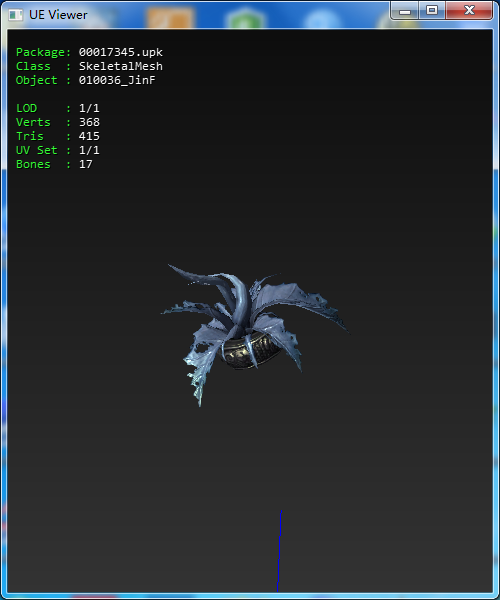 UE Viewer
Package: 00017345.upk
Class : SkeletalMesh
Object : 010036_JinF
LOD : 1/1
Verts : 368
Tris : 415
UV Set : 1/1
Bones : 17